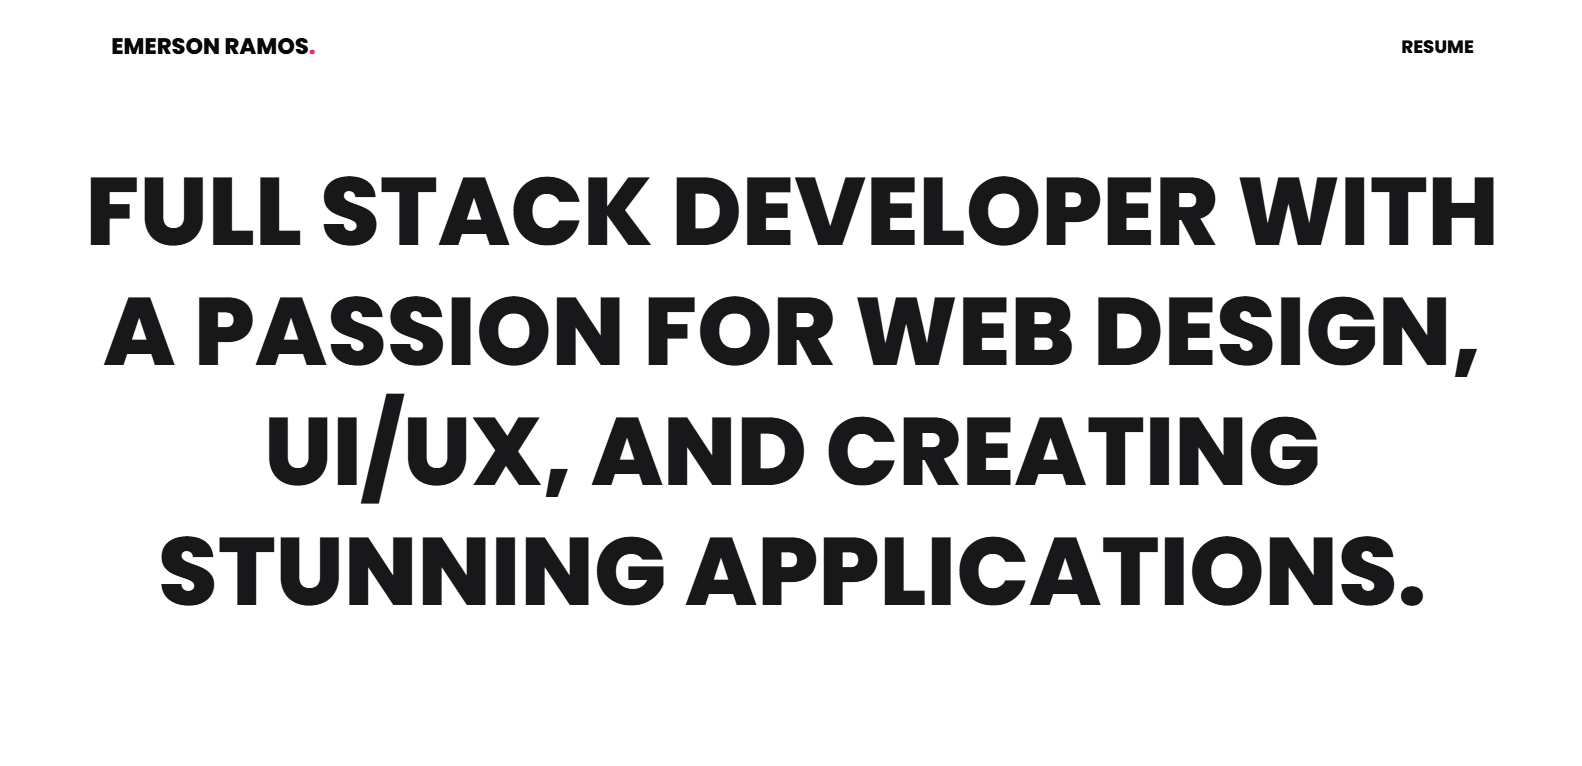 EMERSON RAMOS.
RESUME
FULL STACK DEVELOPER WITH
A PASSION FOR WEB DESIGN,
UI/UX, AND CREATING
STUNNING APPLICATIONS.